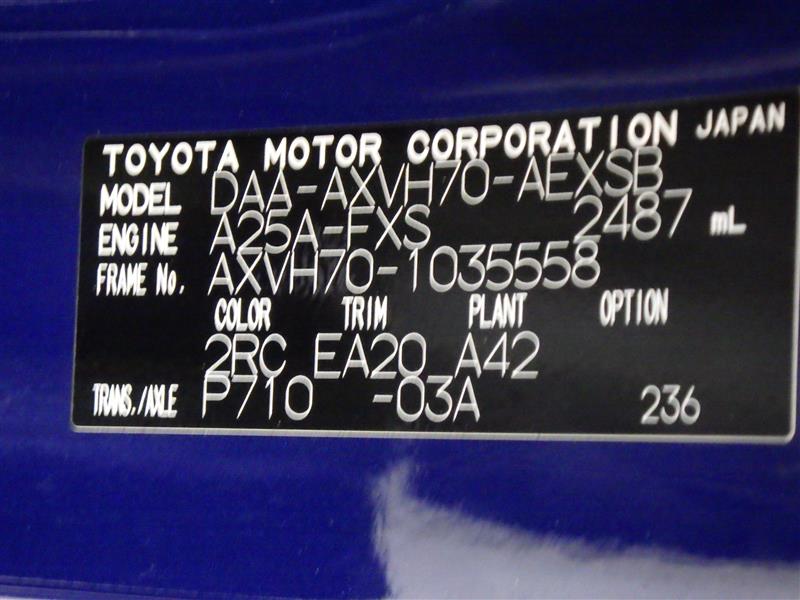 TOYOTA MOTOR CORPORATION JAPAN
MODEL DAA-AXVH70-AEXSB
ENGINE A25A-FXS 2487 mL
FRAME No. AXVH70-1035558
COLOR TRIM PLANT OPTION
2RC EA20 A42
TRANS./AXLE P710 -03A 236